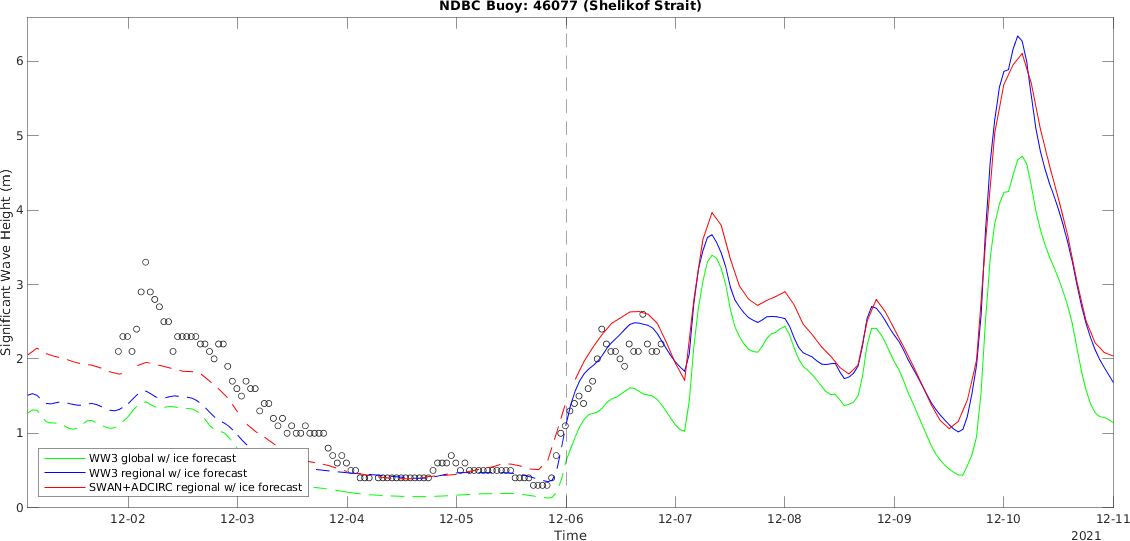 NDBC Buoy: 46077 (Shelikof Strait)
Significant Wave Height (m)
6
5
4
3
2
1
0
WW3 global w/ ice forecast
WW3 regional w/ ice forecast
SWAN+ADCIRC regional w/ ice forecast
12-02 12-03 12-04 12-05 12-06 12-07 12-08 12-09 12-10 12-11
Time
2021